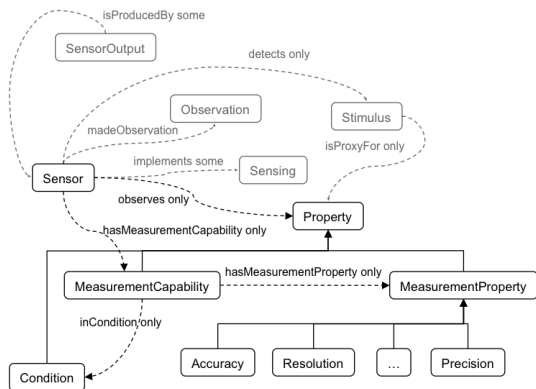 isProducedBy some
SensorOutput
detects only
Observation
Stimulus
madeObservation
isProxyFor only
implements some
Sensor
Sensing
observes only
Property
hasMeasurementCapability only
hasMeasurementProperty only
MeasurementCapability
MeasurementProperty
inCondition only
Condition
Accuracy
Resolution
...
Precision